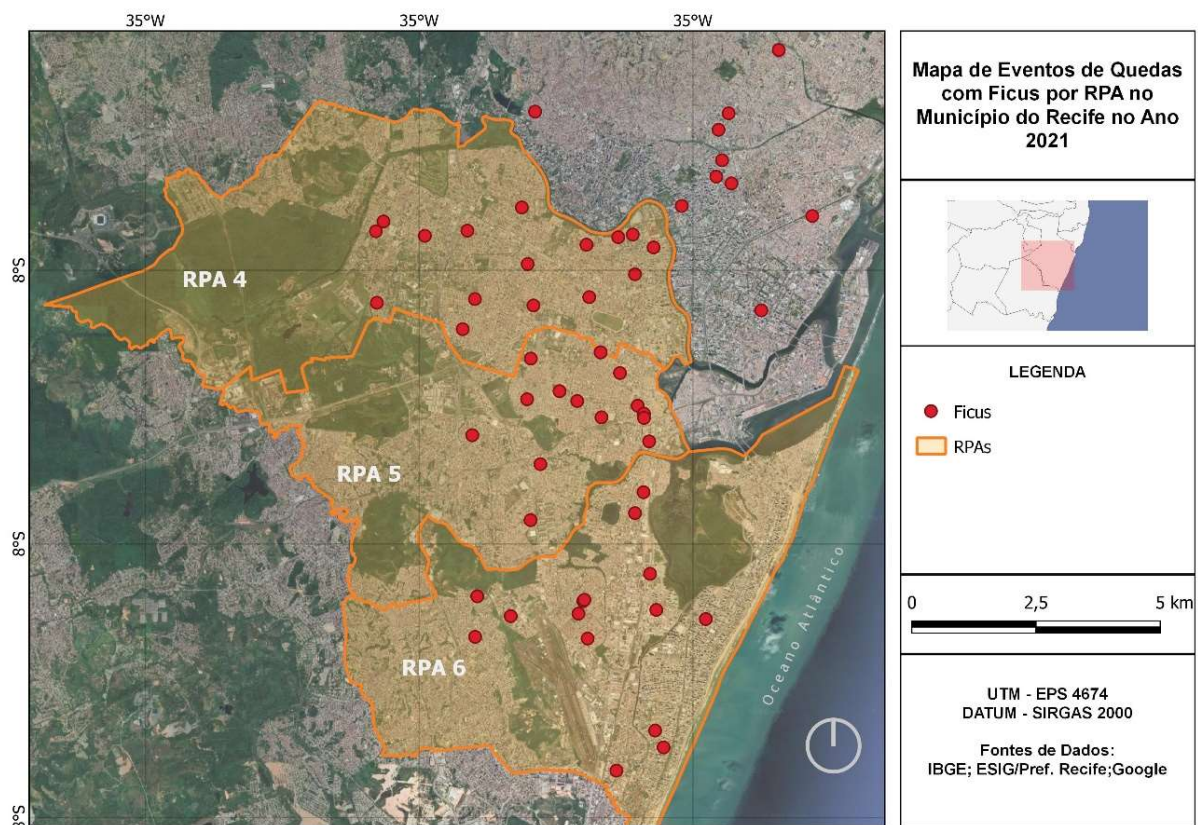 35°W
35°W
35°W
8°S
8°S
8°S
RPA 4
RPA 5
RPA 6
Oceano Atlântico
Mapa de Eventos de Quedas
com Ficus por RPA no
Município do Recife no Ano
2021
LEGENDA
Ficus
RPAs
0 2,5 5 km
UTM - EPS 4674
DATUM - SIRGAS 2000
Fontes de Dados:
IBGE; ESIG/Pref. Recife;Google